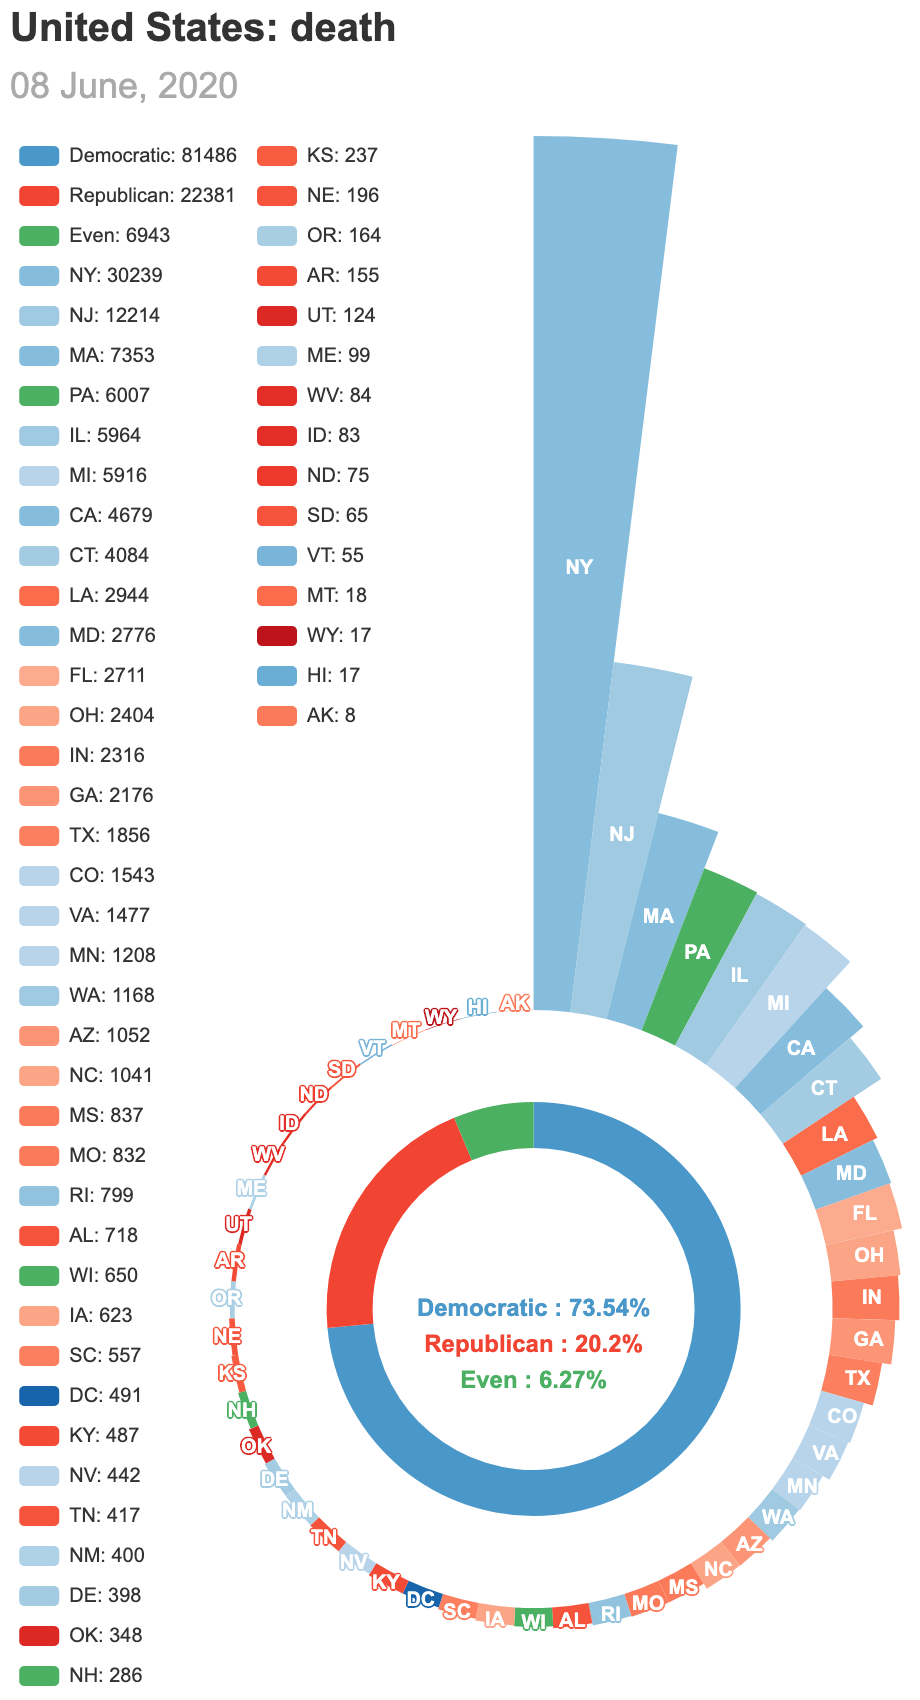 United States: death
08 June, 2020
Democratic: 81486
Republican: 22381
Even: 6943
NY: 30239
NJ: 12214
MA: 7353
PA: 6007
IL: 5964
MI: 5916
CA: 4679
CT: 4084
LA: 2944
MD: 2776
FL: 2711
OH: 2404
IN: 2316
GA: 2176
TX: 1856
CO: 1543
VA: 1477
MN: 1208
WA: 1168
AZ: 1052
NC: 1041
MS: 837
MO: 832
RI: 799
AL: 718
WI: 650
IA: 623
SC: 557
DC: 491
KY: 487
NV: 442
TN: 417
NM: 400
DE: 398
OK: 348
NH: 286
KS: 237
NE: 196
OR: 164
AR: 155
UT: 124
ME: 99
WV: 84
ID: 83
ND: 75
SD: 65
VT: 55
MT: 18
WY: 17
HI: 17
AK: 8
NY
NJ
MA
PA
IL
MI
CA
CT
LA
MD
FL
OH
IN
GA
TX
CO
VA
MN
WA
AZ
NC
MS
MO
RI
AL
WI
IA
SC
DC
KY
NV
TN
NM
DE
OK
NH
KS
NE
OR
AR
UT
ME
WV
ID
ND
SD
VT
MT
WY
HI
AK
Democratic : 73.54%
Republican : 20.2%
Even : 6.27%